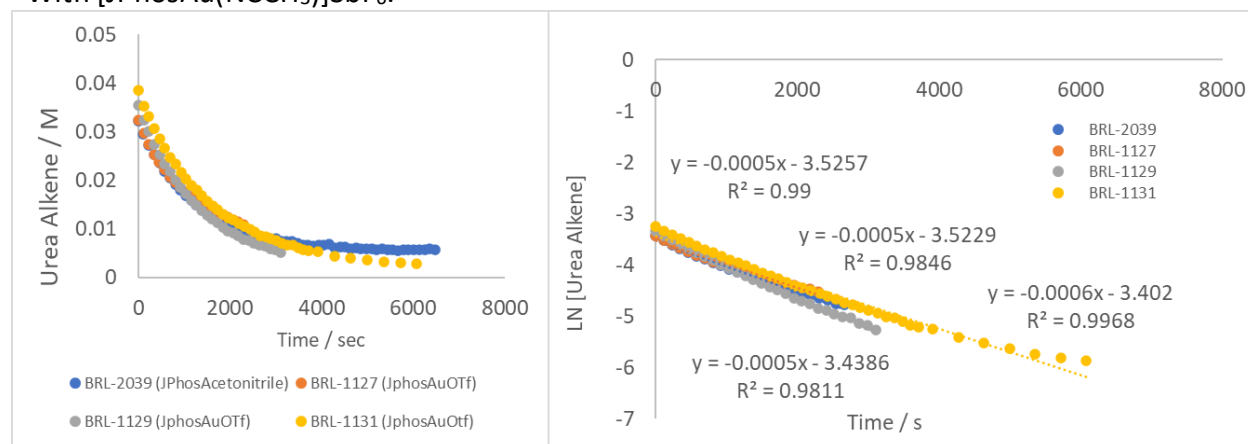 With [JPhosAu(NCCH₃)]SbF₆.
0.05
0.04
0.03
0.02
0.01
0
0
2000
4000
6000
8000
Urea Alkene / M
Time / sec
BRL-2039 (JPhosAcetonitrile)
BRL-1127 (JphosAuOTf)
BRL-1129 (JphosAuOTf)
BRL-1131 (JphosAuOtf)
0
-1
-2
-3
-4
-5
-6
-7
0
2000
4000
6000
8000
LN [Urea Alkene]
Time / s
BRL-2039
BRL-1127
BRL-1129
BRL-1131
y = -0.0005x - 3.5257
R² = 0.99
y = -0.0005x - 3.5229
R² = 0.9846
y = -0.0006x - 3.402
R² = 0.9968
y = -0.0005x - 3.4386
R² = 0.9811